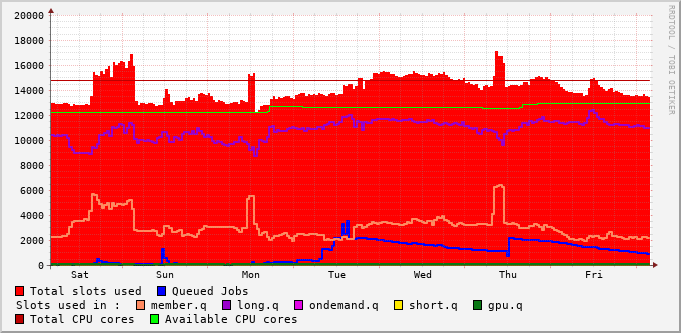 20000
18000
16000
14000
12000
10000
8000
6000
4000
2000
0
Sat Sun Mon Tue Wed Thu Fri
RRDTOOL / TOBI OETIKER
Total slots used Queued Jobs
Slots used in : member.q long.q ondemand.q short.q gpu.q
Total CPU cores Available CPU cores